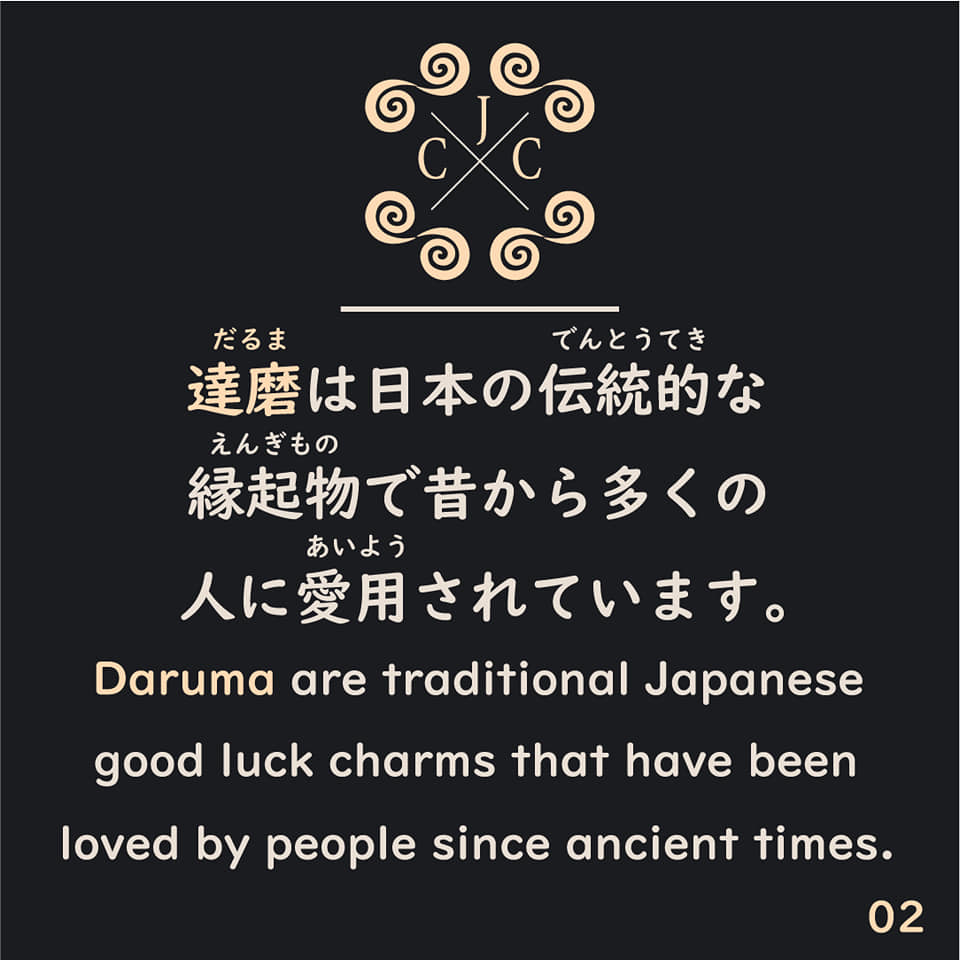 J
C C
だるま でんとうてき
達磨は日本の伝統的な
えんぎもの
縁起物で昔から多くの
あいよう
人に愛用されています。
Daruma are traditional Japanese
good luck charms that have been
loved by people since ancient times.
02